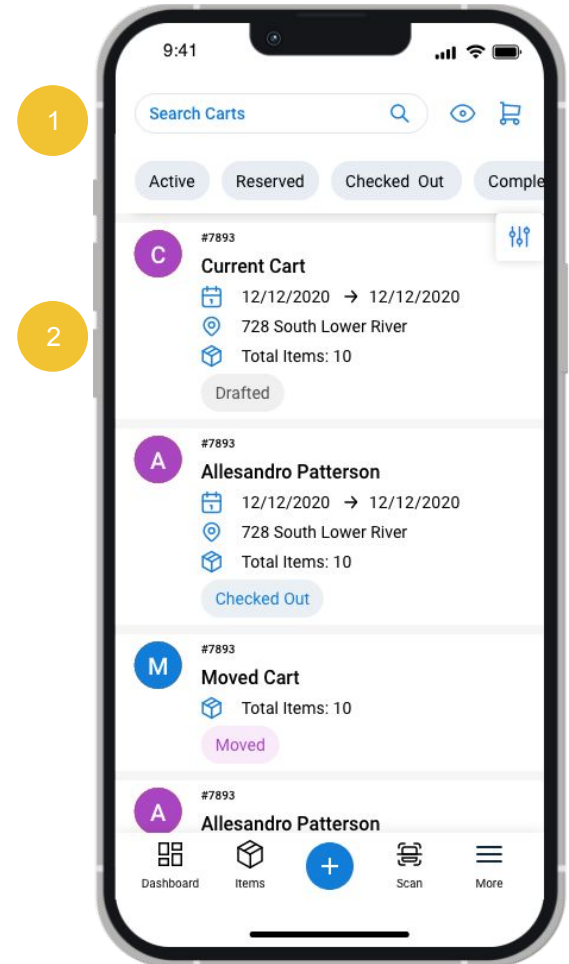 9:41
1
Search Carts
Active Reserved Checked Out Comple
#7893
C
Current Cart
1 12/12/2020 → 12/12/2020
2
728 South Lower River
Total Items: 10
Drafted
#7893
A
Allesandro Patterson
1 12/12/2020 → 12/12/2020
728 South Lower River
Total Items: 10
Checked Out
#7893
M
Moved Cart
Total Items: 10
Moved
#7893
A
Allesandro Patterson
Dashboard Items + Scan More